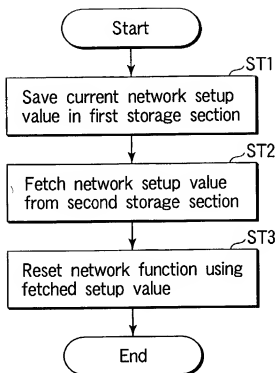 Start
ST1
Save current network setup
value in first storage section
ST2
Fetch network setup value
from second storage section
ST3
Reset network function using
fetched setup value
End